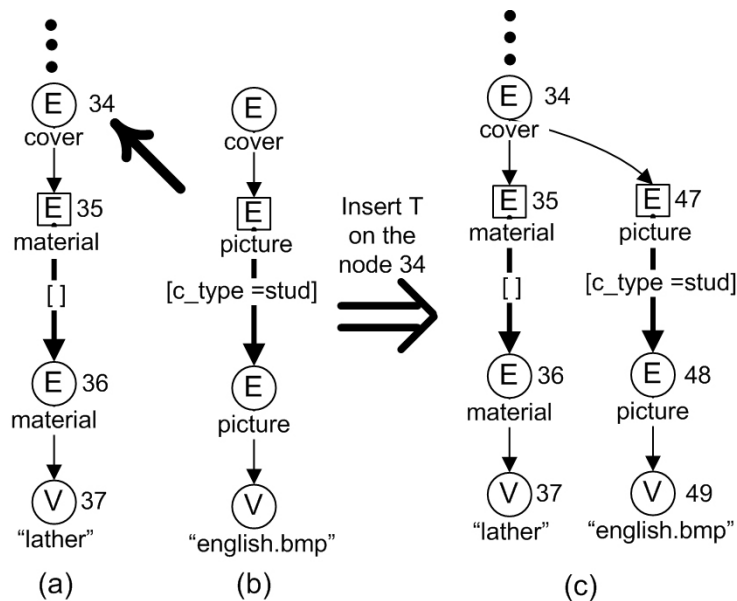 E 34
cover
E 35
material
[ ]
E 36
material
V 37
“lather”
(a)
E
cover
E
picture
[c_type =stud]
E
picture
V
“english.bmp”
(b)
Insert T
on the
node 34
E 34
cover
E 35
material
[ ]
E 36
material
V 37
“lather”
E 47
picture
[c_type =stud]
E 48
picture
V 49
“english.bmp”
(c)